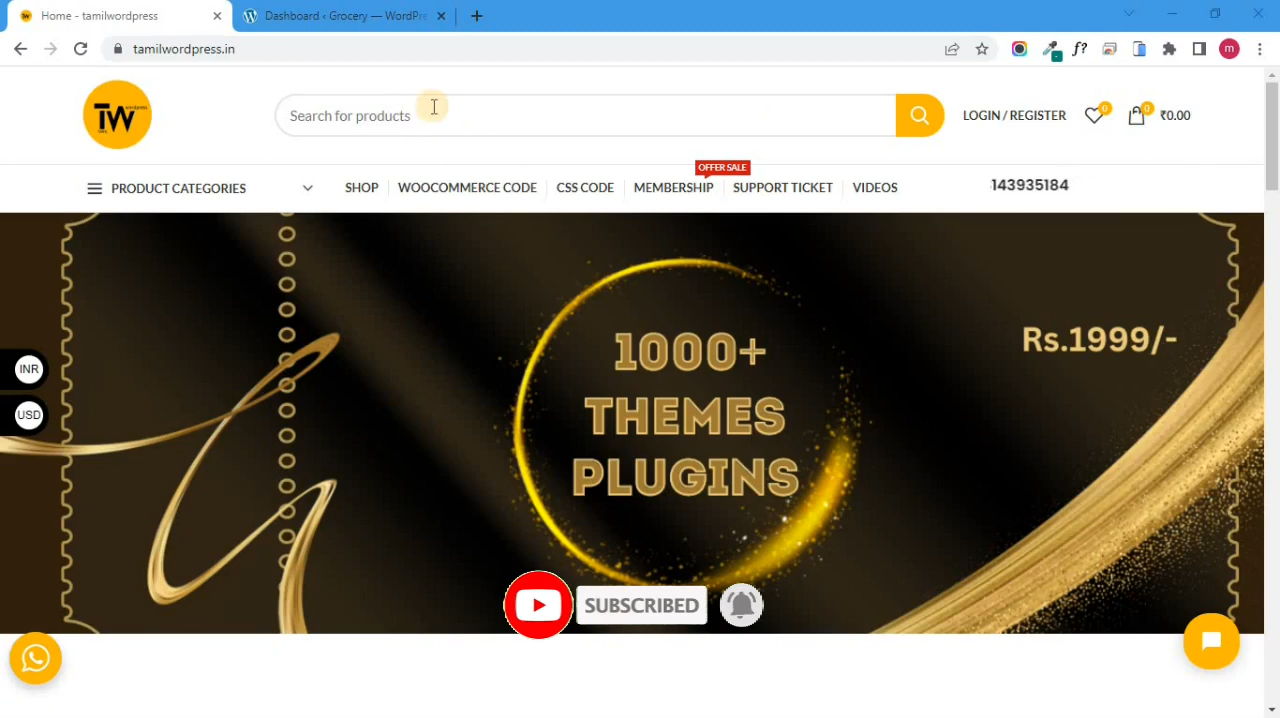 Home - tamilwordpress
Dashboard ‹ Grocery — WordPre
tamilwordpress.in
f?
m
TW
wordpress
Search for products
LOGIN / REGISTER
0
0
₹0.00
OFFER SALE
PRODUCT CATEGORIES
SHOP
WOOCOMMERCE CODE
CSS CODE
MEMBERSHIP
SUPPORT TICKET
VIDEOS
143935184
1000+
THEMES
PLUGINS
Rs.1999/-
INR
USD
SUBSCRIBED